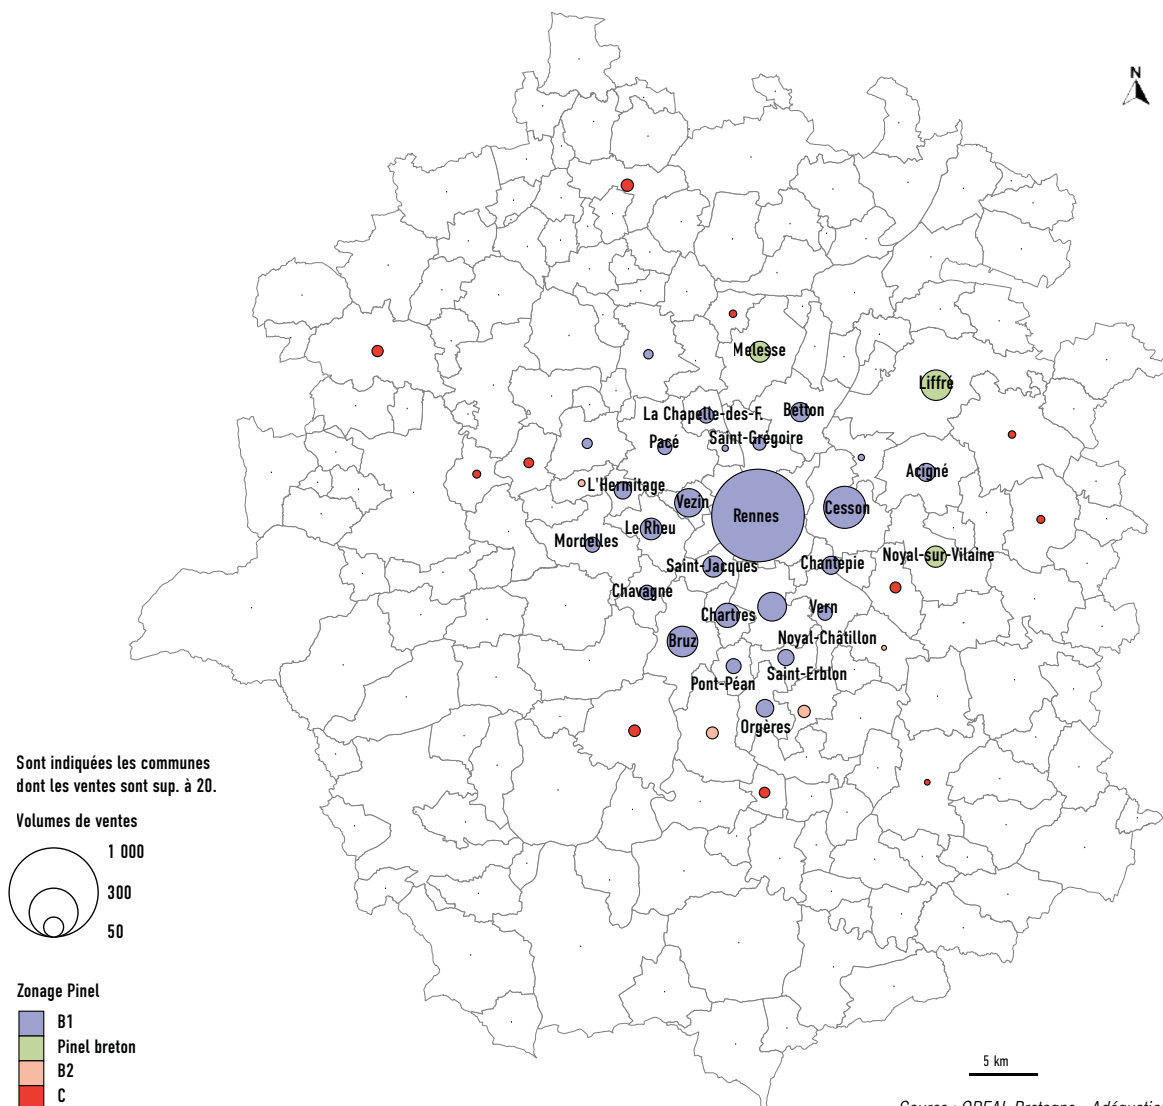 N
Melesse
Liffré
La Chapelle-des-F.
Betton
Pacé
Saint-Grégoire
Acigné
L'Hermitage
Vezin
Rennes
Cesson
Le Rheu
Mordelles
Noyal-sur-Vilaine
Saint-Jacques
Chantepie
Chavagne
Chartres
Vern
Bruz
Noyal-Châtillon
Saint-Erblon
Pont-Péan
Orgères
Sont indiquées les communes
dont les ventes sont sup. à 20.
Volumes de ventes
1 000
300
50
Zonage Pinel
B1
Pinel breton
B2
C
5 km